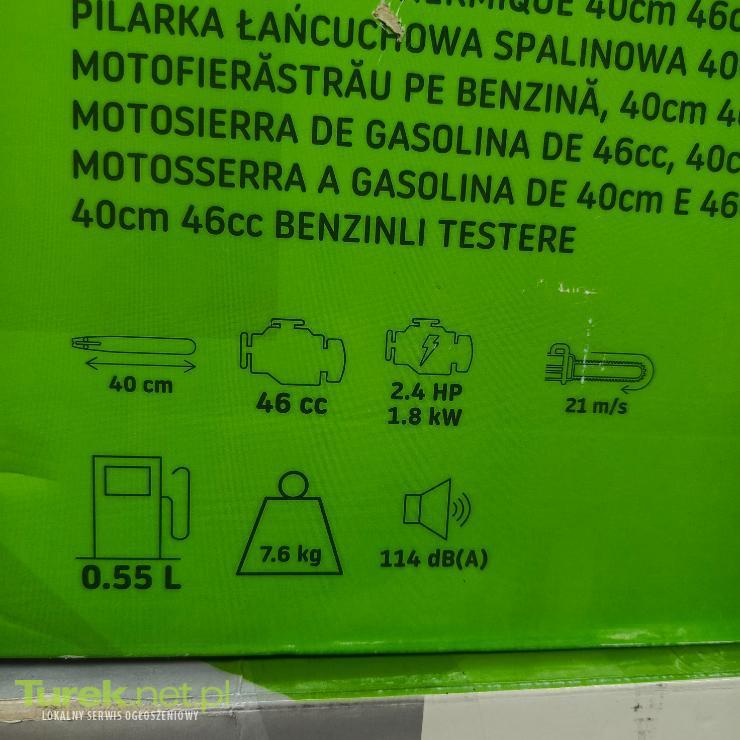 40cm
PILARKA ŁAŃCUCHOWA SPALINOWA
MOTOFIERĂSTRĂU PE BENZINĂ, 40cm
MOTOSIERRA DE GASOLINA DE 46cc,
MOTOSSERRA A GASOLINA DE 40cm E
40cm 46cc BENZINLI TESTERE
40 cm
46 cc
2.4 HP
1.8 kW
21 m/s
0.55 L
7.6 kg
114 dB(A)
Turek.net.pl
LOKALNY SERWIS OGŁOSZENIOWY